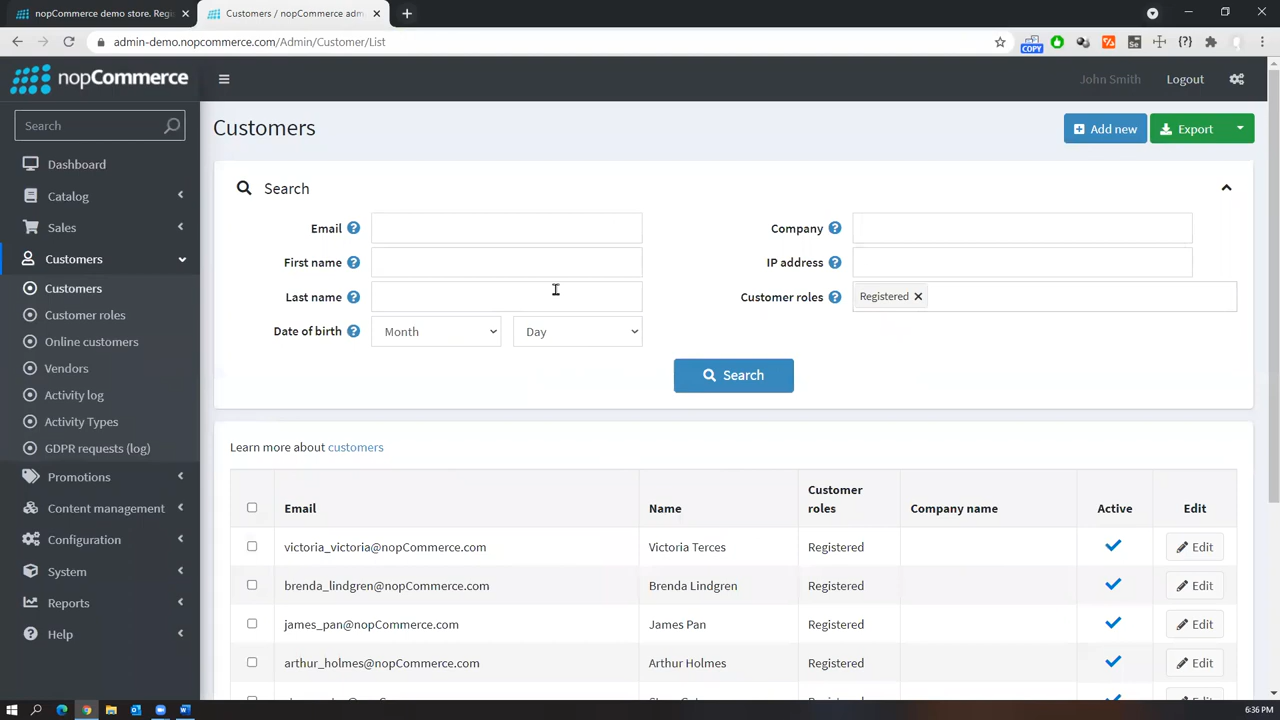 nopCommerce demo store. Regi
Customers / nopCommerce adm
admin-demo.nopcommerce.com/Admin/Customer/List
COPY
nopCommerce
John Smith
Logout
Search
Dashboard
Catalog
Sales
Customers
Customers
Customer roles
Online customers
Vendors
Activity log
Activity Types
GDPR requests (log)
Promotions
Content management
Configuration
System
Reports
Help
Customers
Add new
Export
Search
Email
Company
First name
IP address
Last name
Customer roles
Registered
Date of birth
Month
Day
Search
Learn more about customers
Email Name Customer roles Company name Active Edit
victoria_victoria@nopCommerce.com Victoria Terces Registered Edit
brenda_lindgren@nopCommerce.com Brenda Lindgren Registered Edit
james_pan@nopCommerce.com James Pan Registered Edit
arthur_holmes@nopCommerce.com Arthur Holmes Registered Edit
6:36 PM